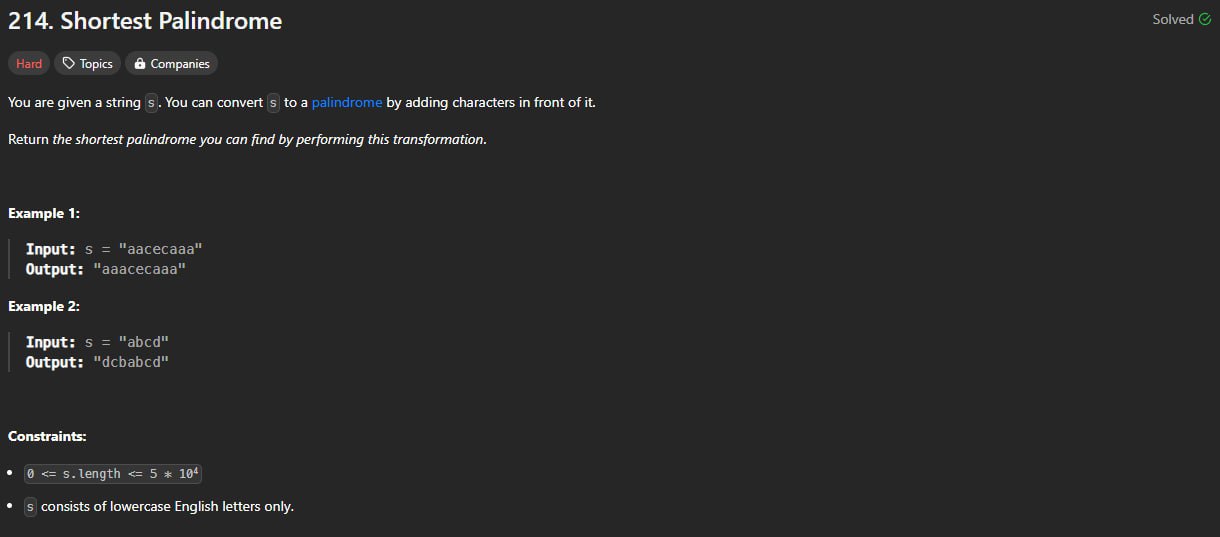 214. Shortest Palindrome
Solved
Hard
Topics
Companies
You are given a string s. You can convert s to a palindrome by adding characters in front of it.
Return the shortest palindrome you can find by performing this transformation.
Example 1:
Input: s = "aacecaaa"
Output: "aaacecaaa"
Example 2:
Input: s = "abcd"
Output: "dcbabcd"
Constraints:
0 <= s.length <= 5 * 10⁴
s consists of lowercase English letters only.